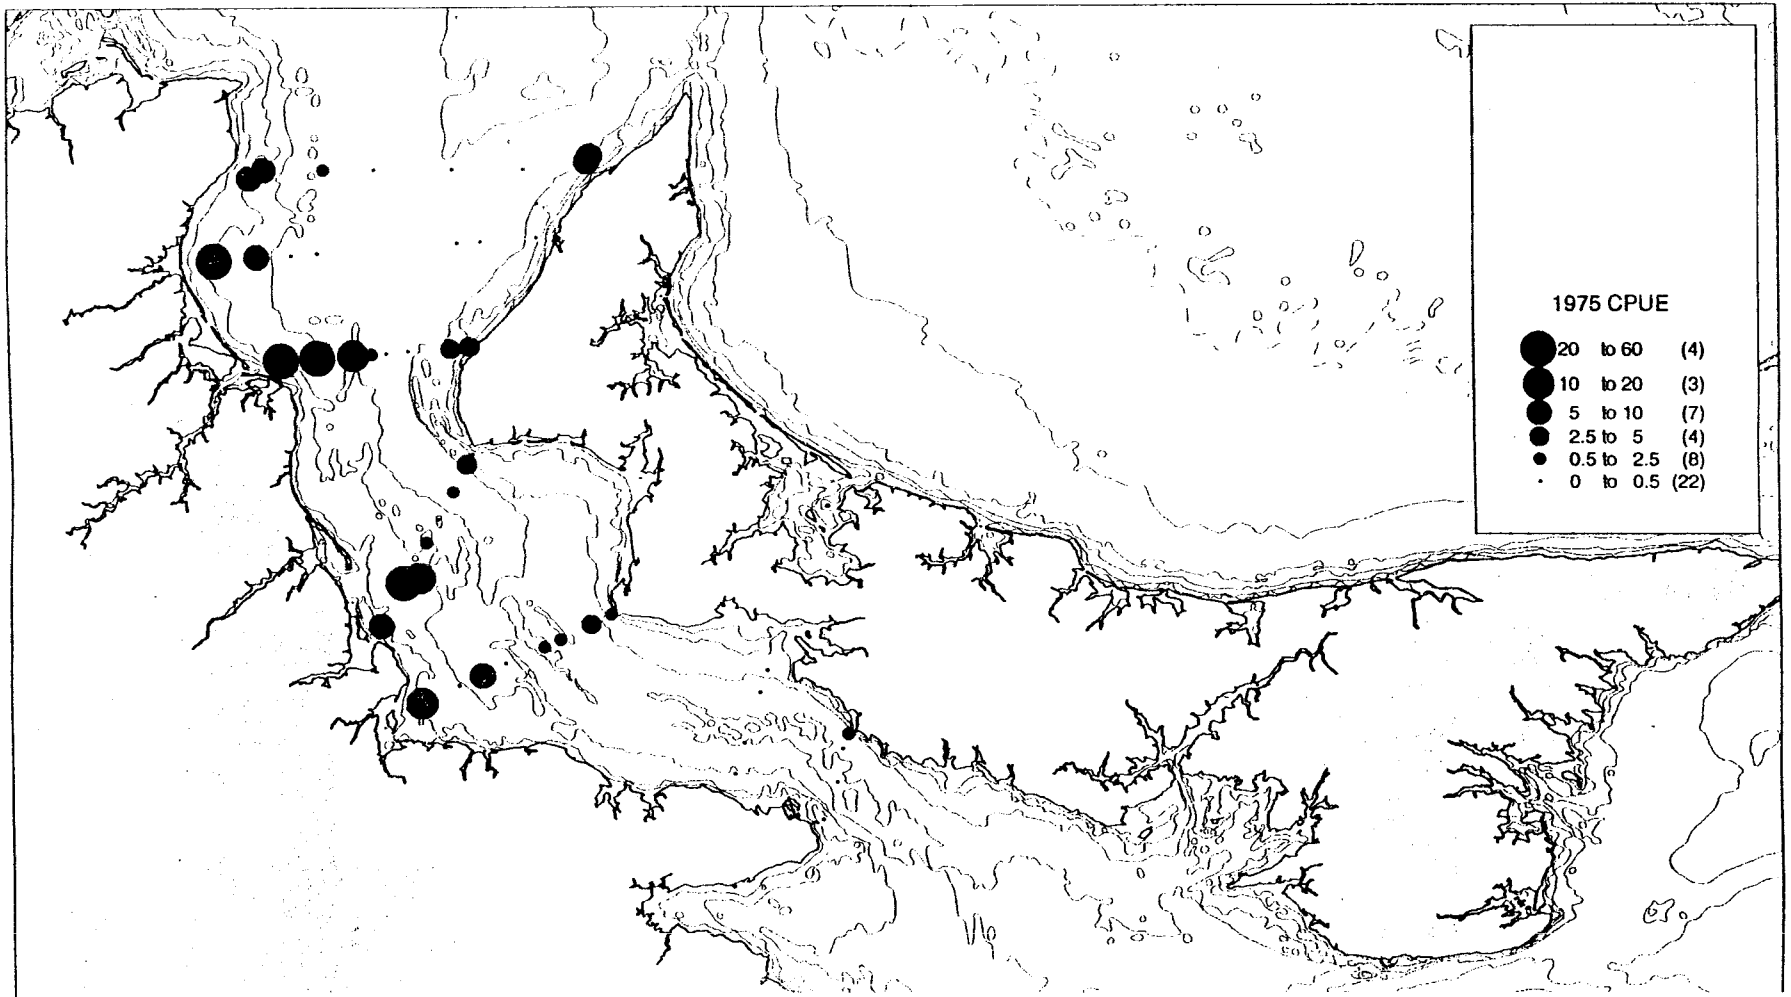 1975 CPUE
20 to 60 (4)
10 to 20 (3)
5 to 10 (7)
2.5 to 5 (4)
0.5 to 2.5 (8)
0 to 0.5 (22)